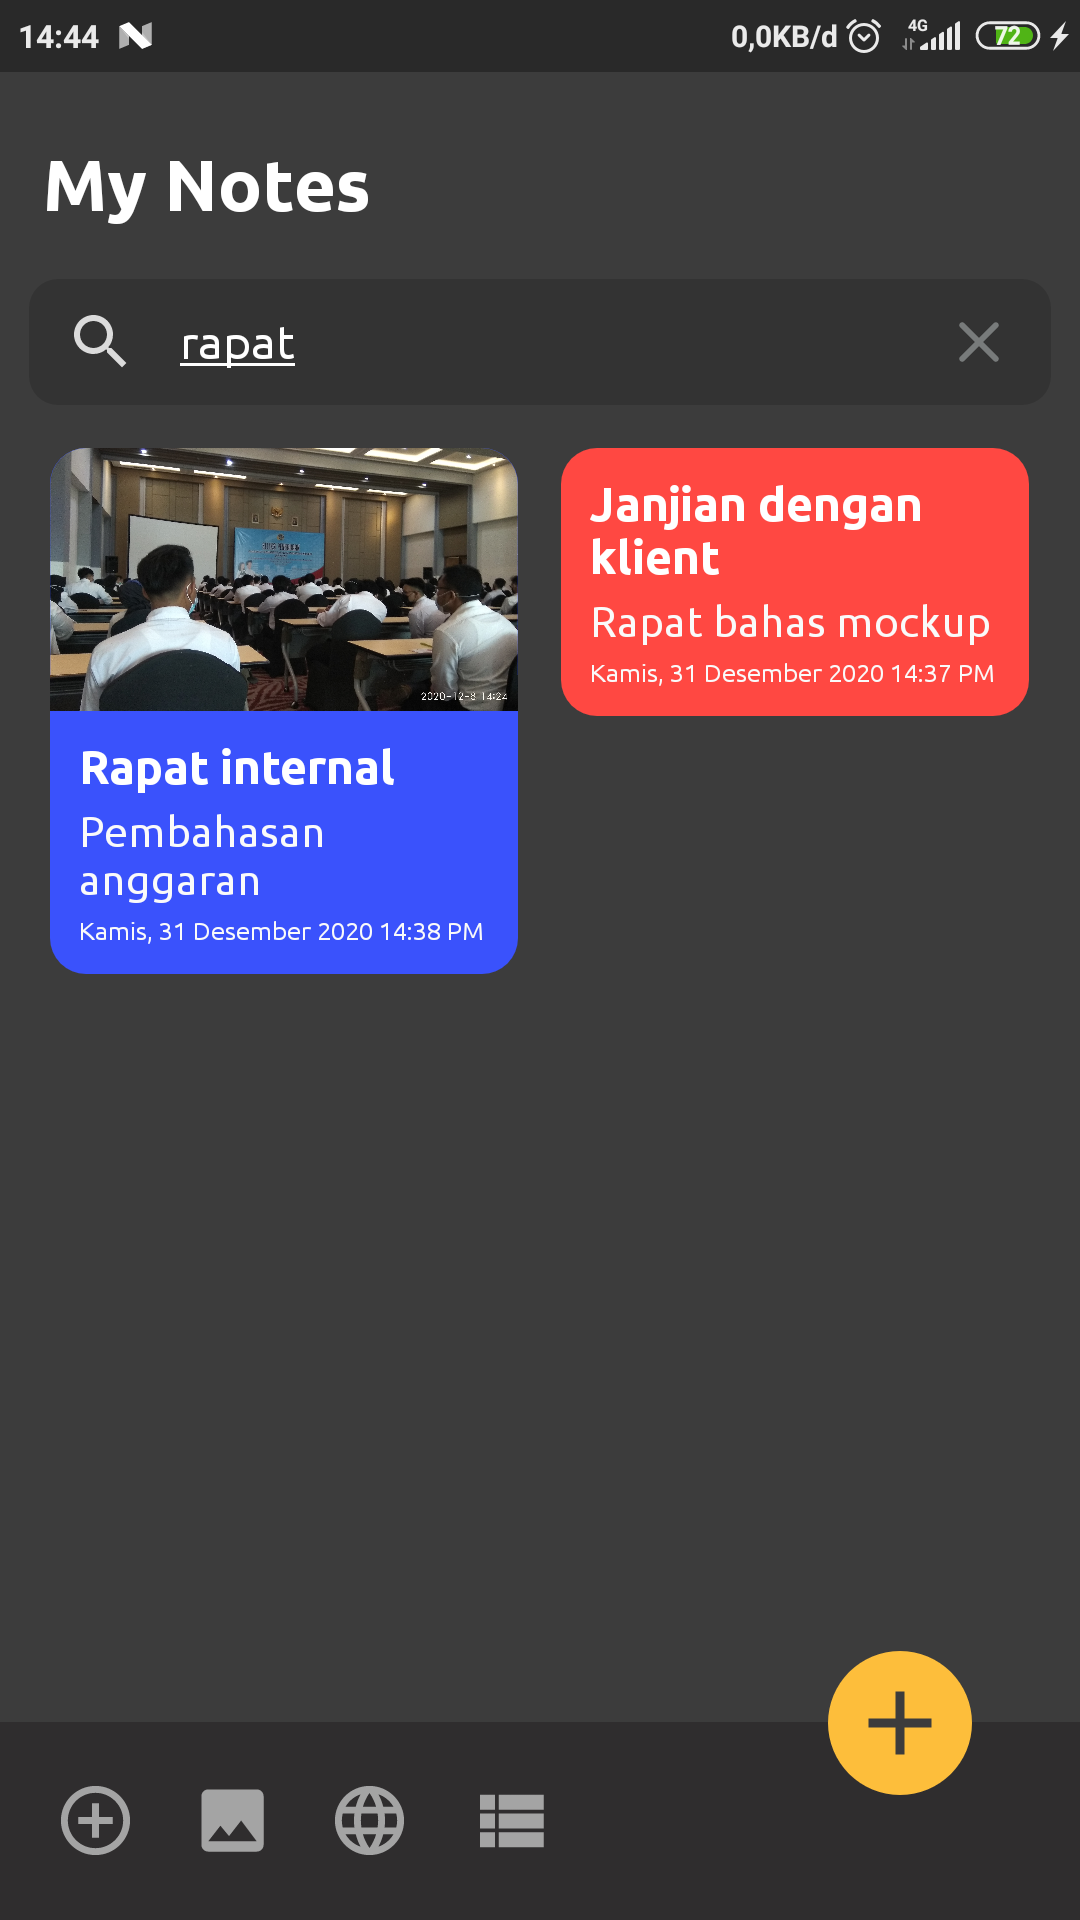 14:44
0,0KB/d
4G
72
My Notes
rapat
2020-12-8 14:24
Rapat internal
Pembahasan
anggaran
Kamis, 31 Desember 2020 14:38 PM
Janjian dengan
klient
Rapat bahas mockup
Kamis, 31 Desember 2020 14:37 PM